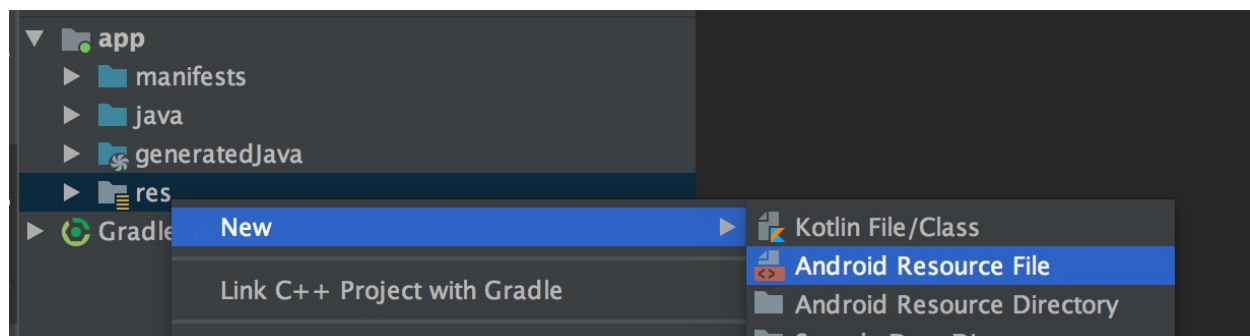 app
manifests
java
generatedJava
res
Gradle
New
Link C++ Project with Gradle
Kotlin File/Class
Android Resource File
Android Resource Directory